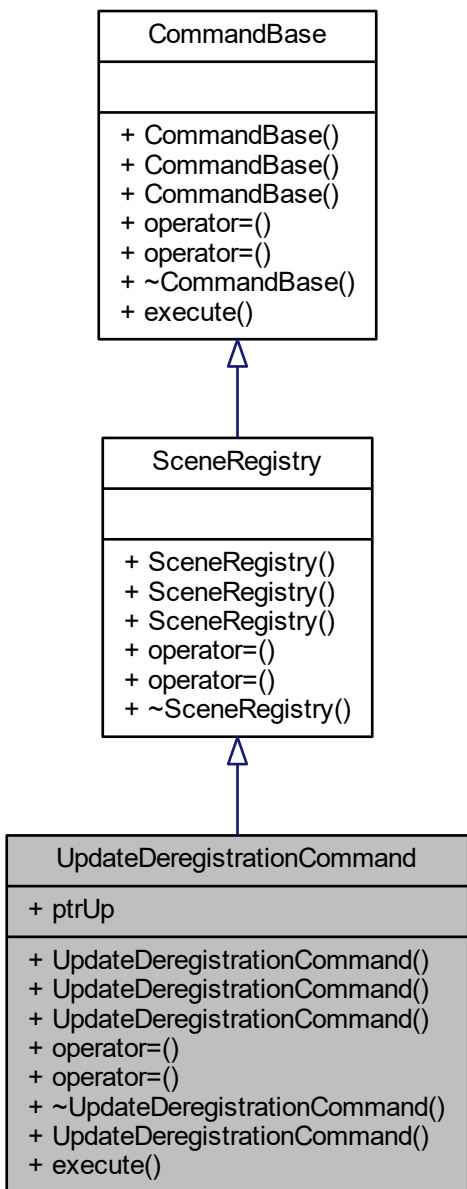 CommandBase
+ CommandBase()
+ CommandBase()
+ CommandBase()
+ operator=()
+ operator=()
+ ~CommandBase()
+ execute()
SceneRegistry
+ SceneRegistry()
+ SceneRegistry()
+ SceneRegistry()
+ operator=()
+ operator=()
+ ~SceneRegistry()
UpdateDeregistrationCommand
+ ptrUp
+ UpdateDeregistrationCommand()
+ UpdateDeregistrationCommand()
+ UpdateDeregistrationCommand()
+ operator=()
+ operator=()
+ ~UpdateDeregistrationCommand()
+ UpdateDeregistrationCommand()
+ execute()